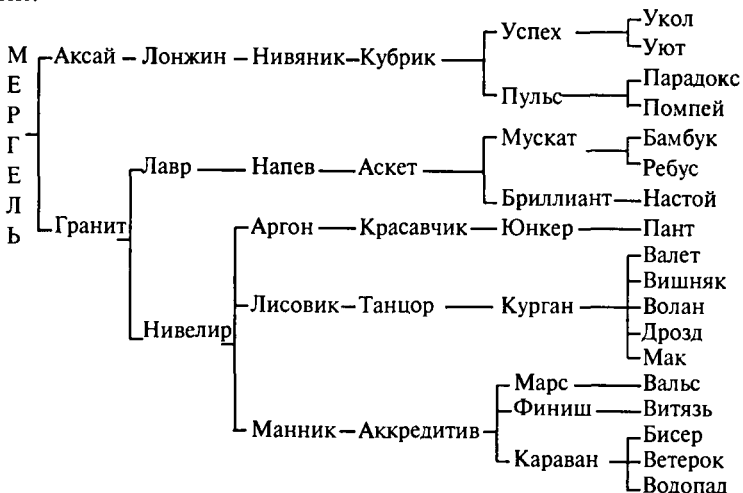 Укол
Успех
Уют
МЕРГЕЛЬ
Аксай – Лонжин – Нивяник – Кубрик
Парадокс
Пульс
Помпей
Мускат
Бамбук
Лавр
Напев
Аскет
Ребус
Бриллиант
Настой
Гранит
Аргон
Красавчик
Юнкер
Пант
Валет
Вишняк
Лисовик
Танцор
Курган
Волан
Нивелир
Дрозд
Мак
Марс
Вальс
Финиш
Витязь
Манник
Аккредитив
Бисер
Караван
Ветерок
Водопад